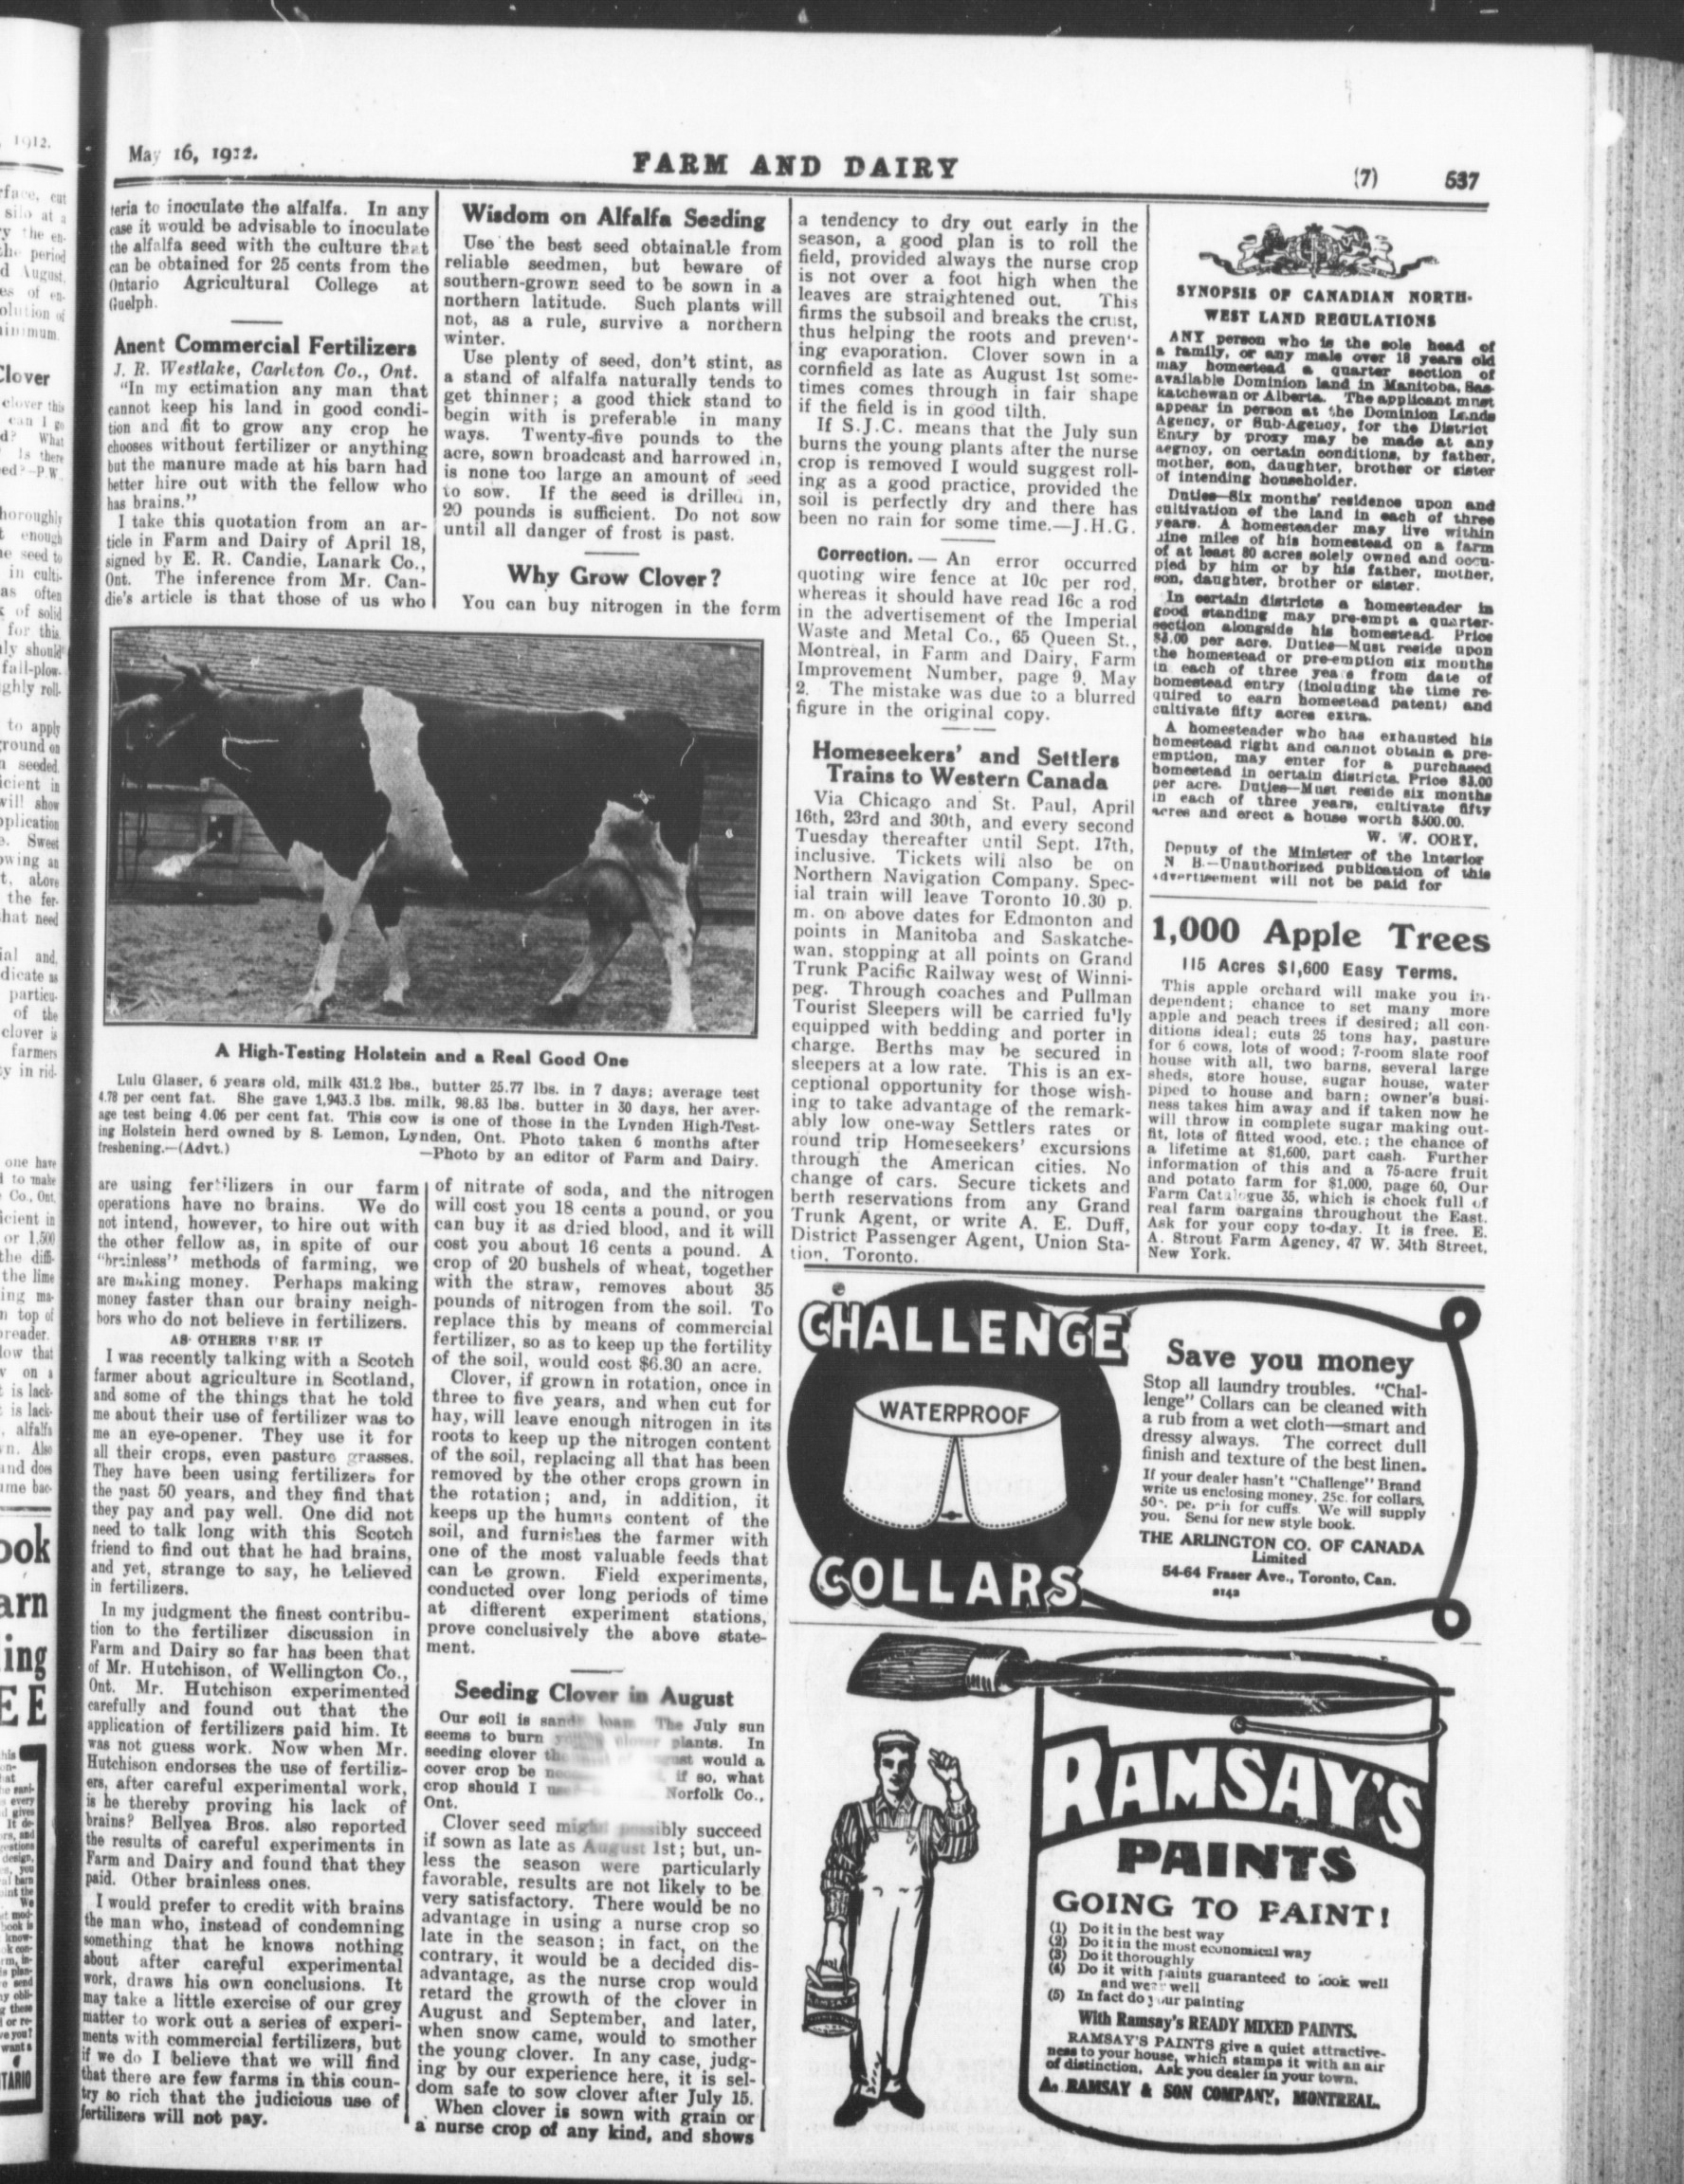 May 16, 1912.
FARM AND DAIRY
(7) 537
teria to inoculate the alfalfa. In any
case it would be advisable to inoculate
the alfalfa seed with the culture that
can be obtained for 25 cents from the
Ontario Agricultural College at
Guelph.
Anent Commercial Fertilizers
J. R. Westlake, Carleton Co., Ont.
"In my estimation any man that
cannot keep his land in good condi-
tion and fit to grow any crop he
chooses without fertilizer or anything
but the manure made at his barn had
better hire out with the fellow who
has brains."
I take this quotation from an ar-
ticle in Farm and Dairy of April 18,
signed by E. R. Candie, Lanark Co.,
Ont. The inference from Mr. Can-
die's article is that those of us who
Wisdom on Alfalfa Seeding
Use the best seed obtainable from
reliable seedmen, but beware of
southern-grown seed to be sown in a
northern latitude. Such plants will
not, as a rule, survive a northern
winter.
Use plenty of seed, don't stint, as
a stand of alfalfa naturally tends to
get thinner; a good thick stand to
begin with is preferable in many
ways. Twenty-five pounds to the
acre, sown broadcast and harrowed in,
is none too large an amount of seed
to sow. If the seed is drilled in,
20 pounds is sufficient. Do not sow
until all danger of frost is past.
Why Grow Clover?
You can buy nitrogen in the form
A High-Testing Holstein and a Real Good One
Lulu Glaser, 6 years old, milk 431.2 lbs., butter 25.77 lbs. in 7 days; average test
4.78 per cent fat. She gave 1,943.3 lbs. milk, 98.83 lbs. butter in 30 days, her aver-
age test being 4.06 per cent fat. This cow is one of those in the Lynden High-Test-
ing Holstein herd owned by S. Lemon, Lynden, Ont. Photo taken 6 months after
freshening.—(Advt.) —Photo by an editor of Farm and Dairy.
are using fertilizers in our farm
operations have no brains. We do
not intend, however, to hire out with
the other fellow as, in spite of our
"brainless" methods of farming, we
are making money. Perhaps making
money faster than our brainy neigh-
bors who do not believe in fertilizers.
AS OTHERS USE IT
I was recently talking with a Scotch
farmer about agriculture in Scotland,
and some of the things that he told
me about their use of fertilizer was to
me an eye-opener. They use it for
all their crops, even pasture grasses.
They have been using fertilizers for
the past 50 years, and they find that
they pay and pay well. One did not
need to talk long with this Scotch
friend to find out that he had brains,
and yet, strange to say, he believed
in fertilizers.
In my judgment the finest contribu-
tion to the fertilizer discussion in
Farm and Dairy so far has been that
of Mr. Hutchison, of Wellington Co.,
Ont. Mr. Hutchison experimented
carefully and found out that the
application of fertilizers paid him. It
was not guess work. Now when Mr.
Hutchison endorses the use of fertiliz-
ers, after careful experimental work,
is he thereby proving his lack of
brains? Bellyea Bros. also reported
the results of careful experiments in
Farm and Dairy and found that they
paid. Other brainless ones.
I would prefer to credit with brains
the man who, instead of condemning
something that he knows nothing
about after careful experimental
work, draws his own conclusions. It
may take a little exercise of our grey
matter to work out a series of experi-
ments with commercial fertilizers, but
if we do I believe that we will find
that there are few farms in this coun-
try so rich that the judicious use of
fertilizers will not pay.
of nitrate of soda, and the nitrogen
will cost you 18 cents a pound, or you
can buy it as dried blood, and it will
cost you about 16 cents a pound. A
crop of 20 bushels of wheat, together
with the straw, removes about 35
pounds of nitrogen from the soil. To
replace this by means of commercial
fertilizer, so as to keep up the fertility
of the soil, would cost $6.30 an acre.
Clover, if grown in rotation, once in
three to five years, and when cut for
hay, will leave enough nitrogen in its
roots to keep up the nitrogen content
of the soil, replacing all that has been
removed by the other crops grown in
the rotation; and, in addition, it
keeps up the humus content of the
soil, and furnishes the farmer with
one of the most valuable feeds that
can be grown. Field experiments,
conducted over long periods of time
at different experiment stations,
prove conclusively the above state-
ment.
Seeding Clover in August
Our soil is sandy loam. The July sun
seems to burn young clover plants. In
seeding clover the would a
cover crop be if so, what
crop should I Norfolk Co.,
Ont.
Clover seed might possibly succeed
if sown as late as August 1st; but, un-
less the season were particularly
favorable, results are not likely to be
very satisfactory. There would be no
advantage in using a nurse crop so
late in the season; in fact, on the
contrary, it would be a decided dis-
advantage, as the nurse crop would
retard the growth of the clover in
August and September, and later,
when snow came, would to smother
the young clover. In any case, judg-
ing by our experience here, it is sel-
dom safe to sow clover after July 15.
When clover is sown with grain or
a nurse crop of any kind, and shows
a tendency to dry out early in the
season, a good plan is to roll the
field, provided always the nurse crop
is not over a foot high when the
leaves are straightened out. This
firms the subsoil and breaks the crust,
thus helping the roots and prevent-
ing evaporation. Clover sown in a
cornfield as late as August 1st some-
times comes through in fair shape
if the field is in good tilth.
If S.J.C. means that the July sun
burns the young plants after the nurse
crop is removed I would suggest roll-
ing as a good practice, provided the
soil is perfectly dry and there has
been no rain for some time.—J.H.G.
Correction. — An error occurred
quoting wire fence at 10c per rod,
whereas it should have read 16c a rod
in the advertisement of the Imperial
Waste and Metal Co., 65 Queen St.,
Montreal, in Farm and Dairy, Farm
Improvement Number, page 9, May
2. The mistake was due to a blurred
figure in the original copy.
Homeseekers' and Settlers
Trains to Western Canada
Via Chicago and St. Paul, April
16th, 23rd and 30th, and every second
Tuesday thereafter until Sept. 17th,
inclusive. Tickets will also be on
Northern Navigation Company. Spec-
ial train will leave Toronto 10.30 p.
m. on above dates for Edmonton and
points in Manitoba and Saskatche-
wan, stopping at all points on Grand
Trunk Pacific Railway west of Winni-
peg. Through coaches and Pullman
Tourist Sleepers will be carried fully
equipped with bedding and porter in
charge. Berths may be secured in
sleepers at a low rate. This is an ex-
ceptional opportunity for those wish-
ing to take advantage of the remark-
ably low one-way Settlers rates or
round trip Homeseekers' excursions
through the American cities. No
change of cars. Secure tickets and
berth reservations from any Grand
Trunk Agent, or write A. E. Duff,
District Passenger Agent, Union Sta-
tion, Toronto.
SYNOPSIS OF CANADIAN NORTH-
WEST LAND REGULATIONS
ANY person who is the sole head of
a family, or any male over 18 years old
may homestead a quarter section of
available Dominion land in Manitoba, Sas-
katchewan or Alberta. The applicant must
appear in person at the Dominion Lands
Agency, or Sub-Agency, for the District
Entry by proxy may be made at any
aegncy, on certain conditions, by father,
mother, son, daughter, brother or sister
of intending householder.
Duties—Six months' residence upon and
cultivation of the land in each of three
years. A homesteader may live within
nine miles of his homestead on a farm
of at least 80 acres solely owned and occu-
pied by him or by his father, mother,
son, daughter, brother or sister.
In certain districts a homesteader in
good standing may pre-empt a quarter-
section alongside his homestead. Price
$3.00 per acre. Duties—Must reside upon
the homestead or pre-emption six months
in each of three years from date of
homestead entry (including the time re-
quired to earn homestead patent) and
cultivate fifty acres extra.
A homesteader who has exhausted his
homestead right and cannot obtain a pre-
emption, may enter for a purchased
homestead in certain districts. Price $3.00
per acre. Duties—Must reside six months
in each of three years, cultivate fifty
acres and erect a house worth $300.00.
W. W. CORY,
Deputy of the Minister of the Interior
N. B.—Unauthorized publication of this
advertisement will not be paid for
1,000 Apple Trees
115 Acres $1,600 Easy Terms.
This apple orchard will make you in-
dependent; chance to set many more
apple and peach trees if desired; all con-
ditions ideal; cuts 25 tons hay, pasture
for 6 cows, lots of wood; 7-room slate roof
house with all, two barns, several large
sheds, store house, sugar house, water
piped to house and barn; owner's busi-
ness takes him away and if taken now he
will throw in complete sugar making out-
fit, lots of fitted wood, etc.; the chance of
a lifetime at $1,600, part cash. Further
information of this and a 75-acre fruit
and potato farm for $1,000, page 60, Our
Farm Catalogue 35, which is chock full of
real farm bargains throughout the East.
Ask for your copy to-day. It is free. E.
A. Strout Farm Agency, 47 W. 34th Street,
New York.
CHALLENGE
WATERPROOF
COLLARS
Save you money
Stop all laundry troubles. "Chal-
lenge" Collars can be cleaned with
a rub from a wet cloth—smart and
dressy always. The correct dull
finish and texture of the best linen.
If your dealer hasn't "Challenge" Brand
write us enclosing money, 25c. for collars,
50c. per pair for cuffs. We will supply
you. Send for new style book.
THE ARLINGTON CO. OF CANADA
Limited
54-64 Fraser Ave., Toronto, Can.
RAMSAY'S
PAINTS
GOING TO PAINT!
(1) Do it in the best way
(2) Do it in the most economical way
(3) Do it thoroughly
(4) Do it with paints guaranteed to look well
and wear well
(5) In fact do your painting
With Ramsay's READY MIXED PAINTS.
RAMSAY'S PAINTS give a quiet attractive-
ness to your house, which stamps it with an air
of distinction. Ask you dealer in your town.
A. RAMSAY & SON COMPANY, MONTREAL.
RAMSAY